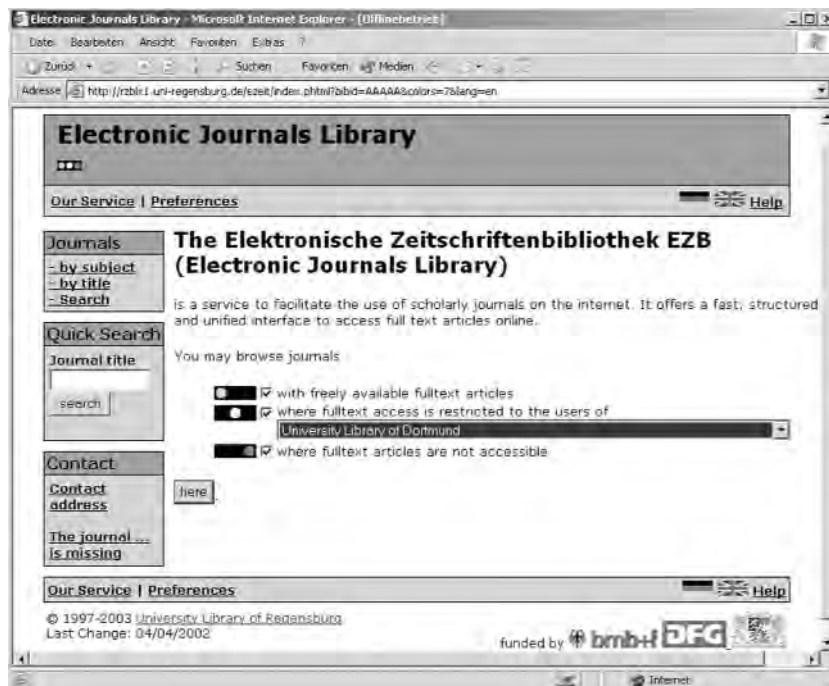 Electronic Journals Library - Microsoft Internet Explorer - [Offlinebetrieb]
Datei Bearbeiten Ansicht Favoriten Extras ?
Zurück Suchen Favoriten Medien
Adresse http://rzblx1.uni-regensburg.de/ezeit/index.phtml?bibid=AAAAA&colors=7&lang=en
Electronic Journals Library
Our Service | Preferences
Help
Journals
- by subject
- by title
- Search
Quick Search
Journal title
search
Contact
Contact
address
The journal ...
is missing
The Elektronische Zeitschriftenbibliothek EZB
(Electronic Journals Library)
is a service to facilitate the use of scholarly journals on the internet. It offers a fast, structured
and unified interface to access full text articles online.
You may browse journals
with freely available fulltext articles
where fulltext access is restricted to the users of
University Library of Dortmund
where fulltext articles are not accessible
here
Our Service | Preferences
Help
© 1997-2003 University Library of Regensburg
Last Change: 04/04/2002
funded by bmb+f DFG
Internet